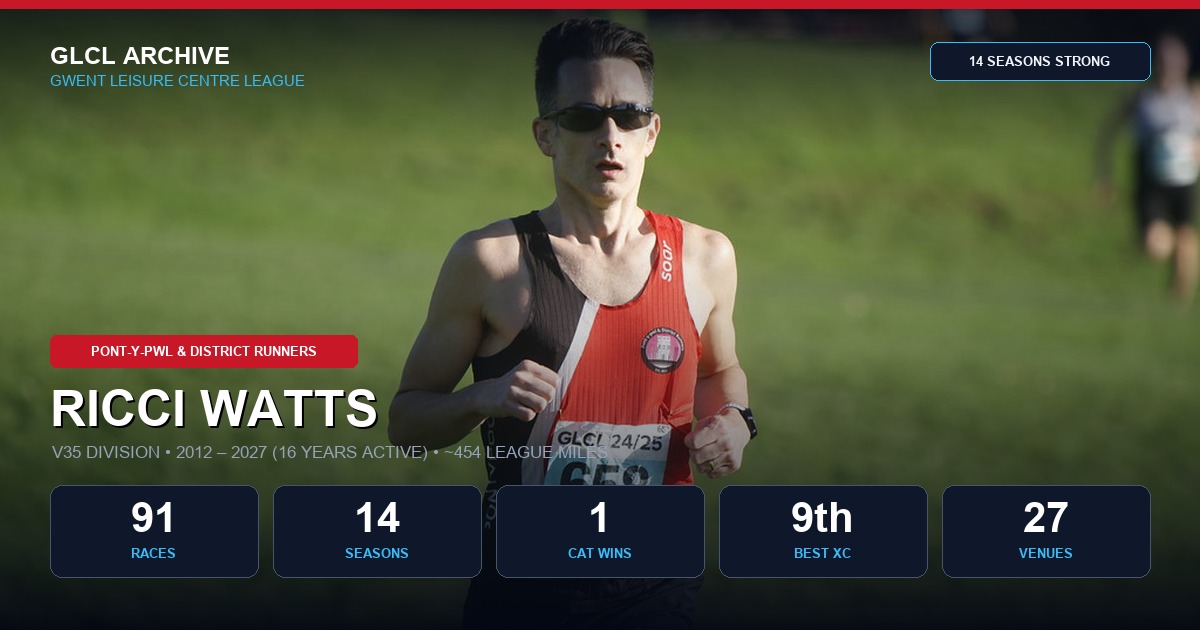 GLCL ARCHIVE
GWENT LEISURE CENTRE LEAGUE
14 SEASONS STRONG
soar
PONT-Y-PWL & DISTRICT RUNNERS
RICCI WATTS
GLCL 24/25
V35 DIVISION • 2012 – 2027 (16 YEARS ACTIVE) • ~454 LEAGUE MILES
658
91
RACES
14
SEASONS
1
CAT WINS
9th
BEST XC
27
VENUES